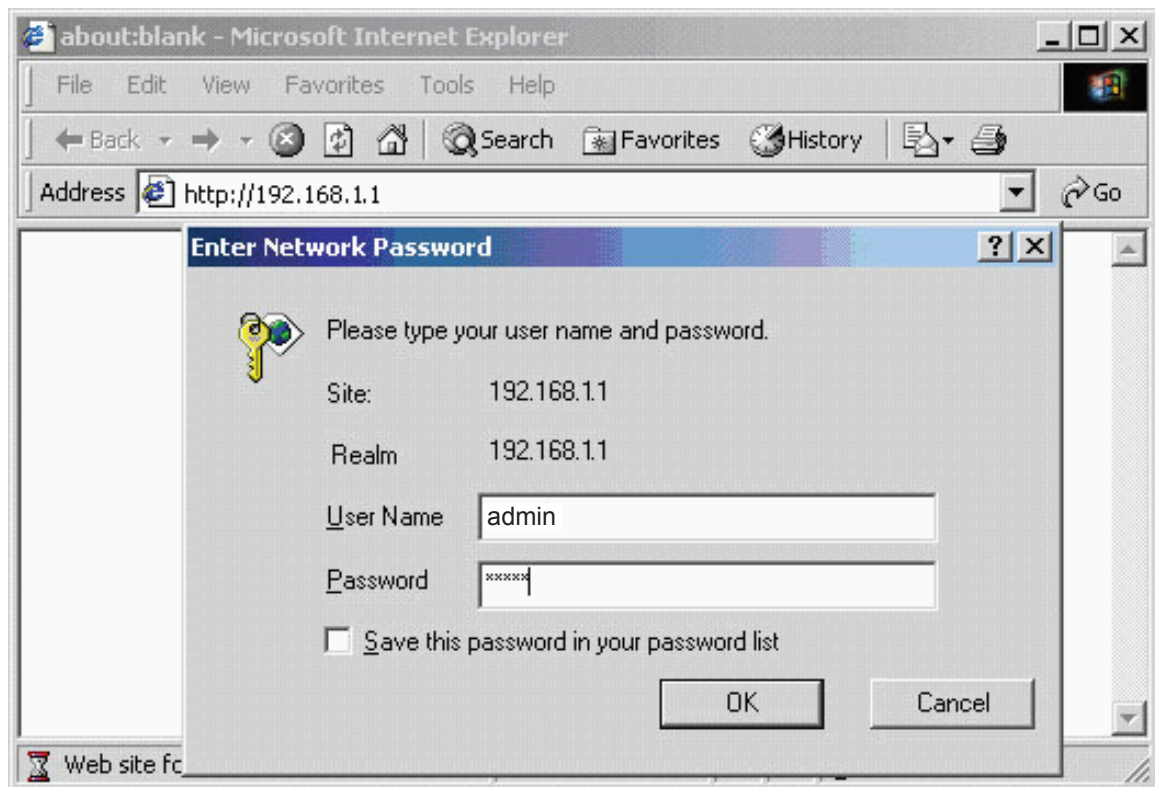 about:blank - Microsoft Internet Explorer
File Edit View Favorites Tools Help
Back Search Favorites History
Address http://192.168.1.1 Go
Enter Network Password
Please type your user name and password.
Site: 192.168.1.1
Realm 192.168.1.1
User Name admin
Password *****
Save this password in your password list
OK Cancel
Web site